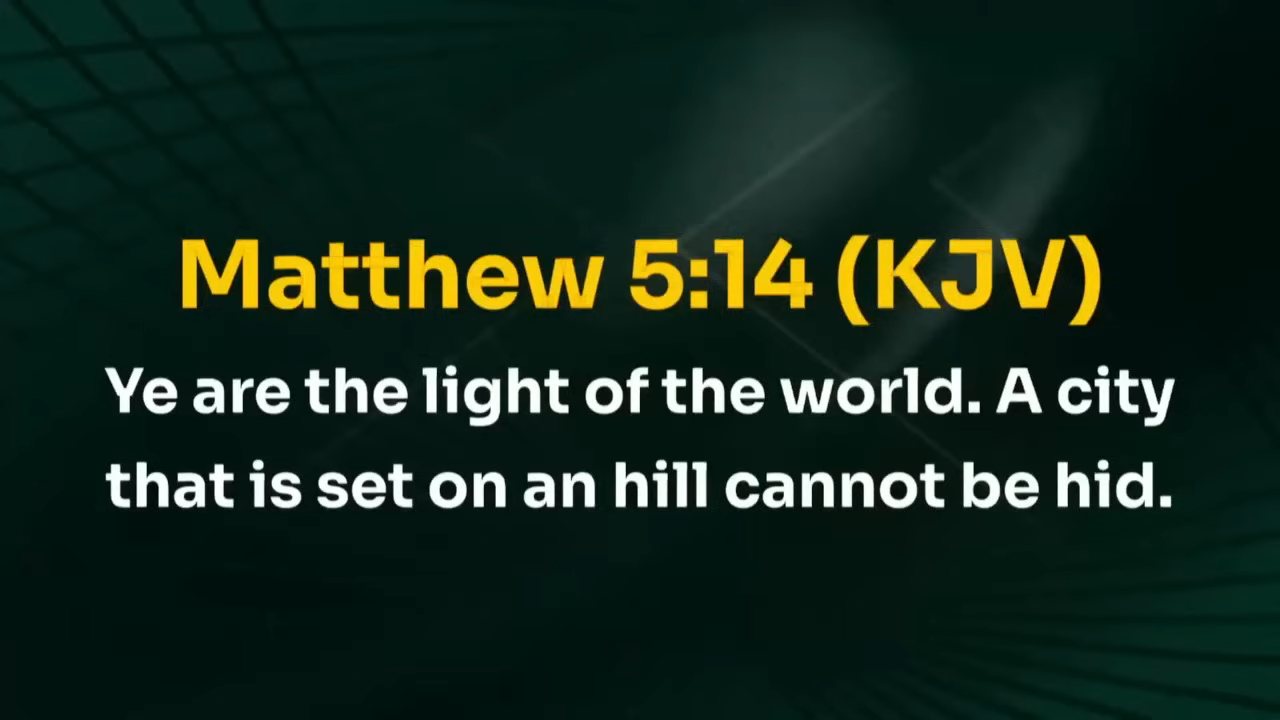 Matthew 5:14 (KJV)
Ye are the light of the world. A city
that is set on an hill cannot be hid.